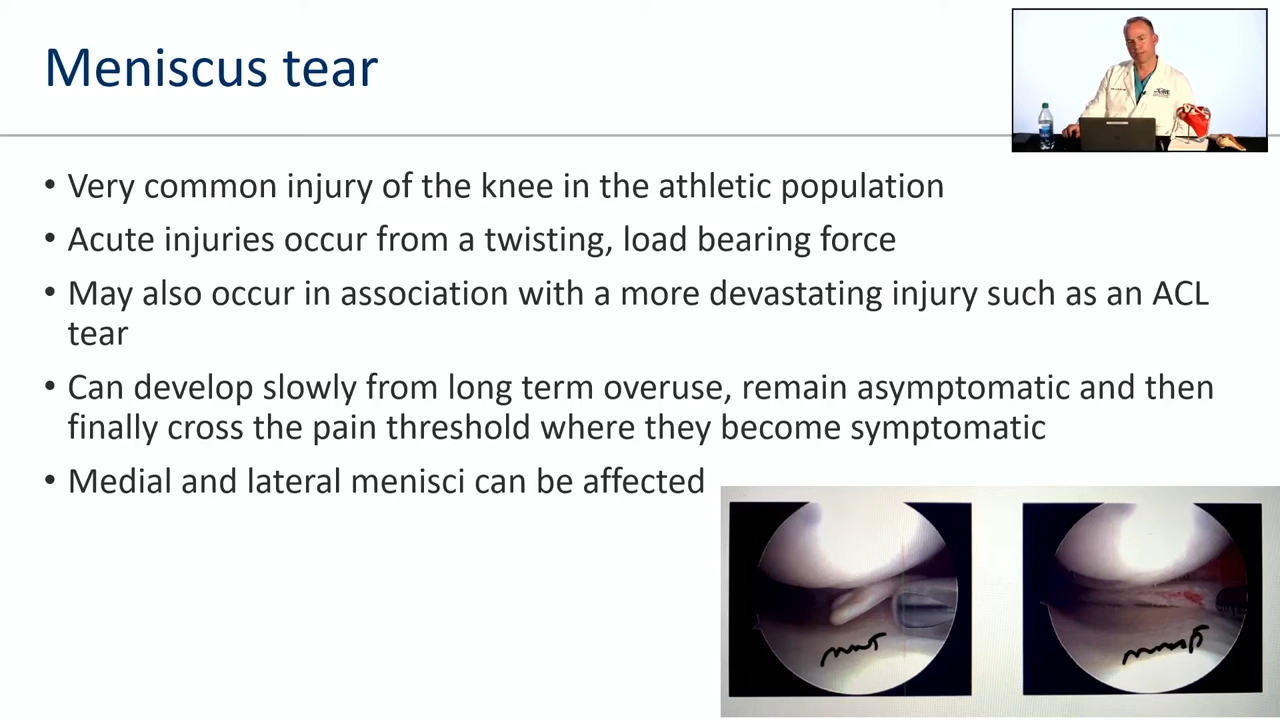 Meniscus tear
• Very common injury of the knee in the athletic population
• Acute injuries occur from a twisting, load bearing force
• May also occur in association with a more devastating injury such as an ACL
tear
• Can develop slowly from long term overuse, remain asymptomatic and then
finally cross the pain threshold where they become symptomatic
• Medial and lateral menisci can be affected